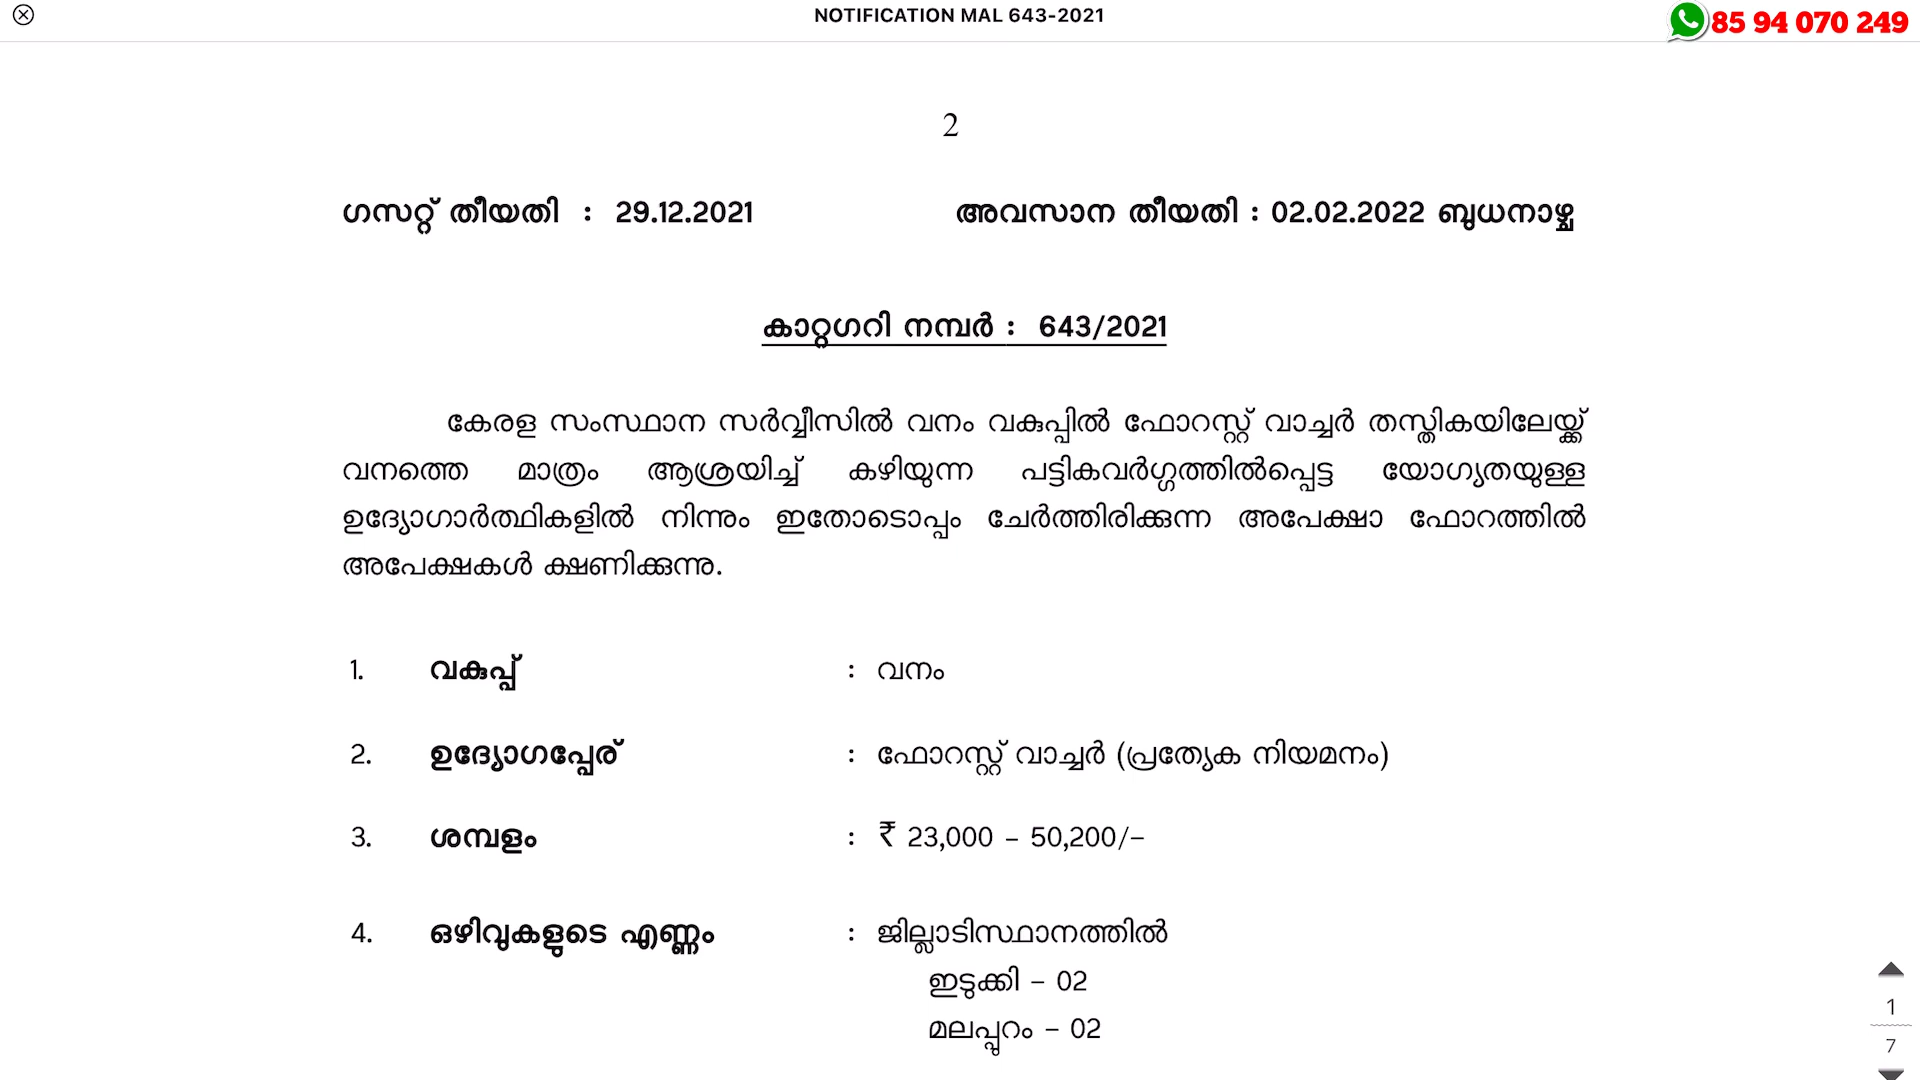 NOTIFICATION MAL 643-2021
85 94 070 249
2
ഗസറ്റ് തീയതി : 29.12.2021 അവസാന തീയതി : 02.02.2022 ബുധനാഴ്ച
കാറ്റഗറി നമ്പർ : 643/2021
കേരള സംസ്ഥാന സർവ്വീസിൽ വനം വകുപ്പിൽ ഫോറസ്റ്റ് വാച്ചർ തസ്തികയിലേയ്ക്ക്
വനത്തെ മാത്രം ആശ്രയിച്ച് കഴിയുന്ന പട്ടികവർഗ്ഗത്തിൽപ്പെട്ട യോഗ്യതയുള്ള
ഉദ്യോഗാർത്ഥികളിൽ നിന്നും ഇതോടൊപ്പം ചേർത്തിരിക്കുന്ന അപേക്ഷാ ഫോറത്തിൽ
അപേക്ഷകൾ ക്ഷണിക്കുന്നു.
1. വകുപ്പ് : വനം
2. ഉദ്യോഗപ്പേര് : ഫോറസ്റ്റ് വാച്ചർ (പ്രത്യേക നിയമനം)
3. ശമ്പളം : ₹ 23,000 – 50,200/–
4. ഒഴിവുകളുടെ എണ്ണം : ജില്ലാടിസ്ഥാനത്തിൽ
ഇടുക്കി – 02
മലപ്പുറം – 02
1
7